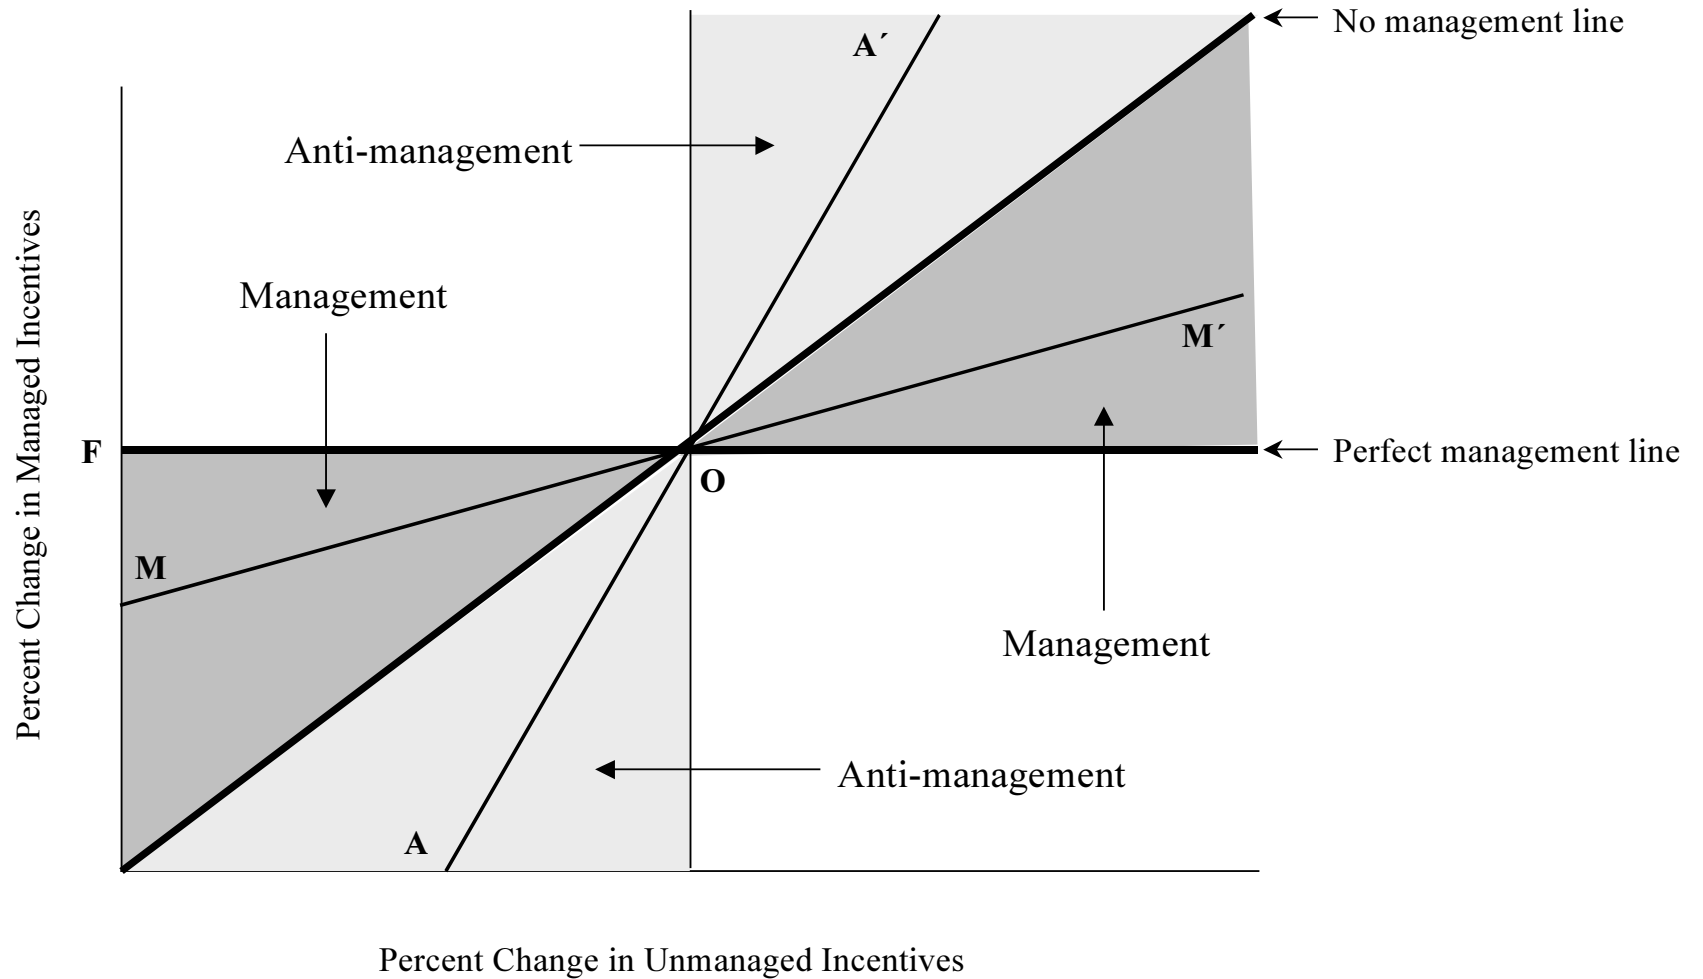 No management line
A´
Anti-management
Management
M´
Percent Change in Managed Incentives
F
Perfect management line
O
M
Management
Anti-management
A
Percent Change in Unmanaged Incentives